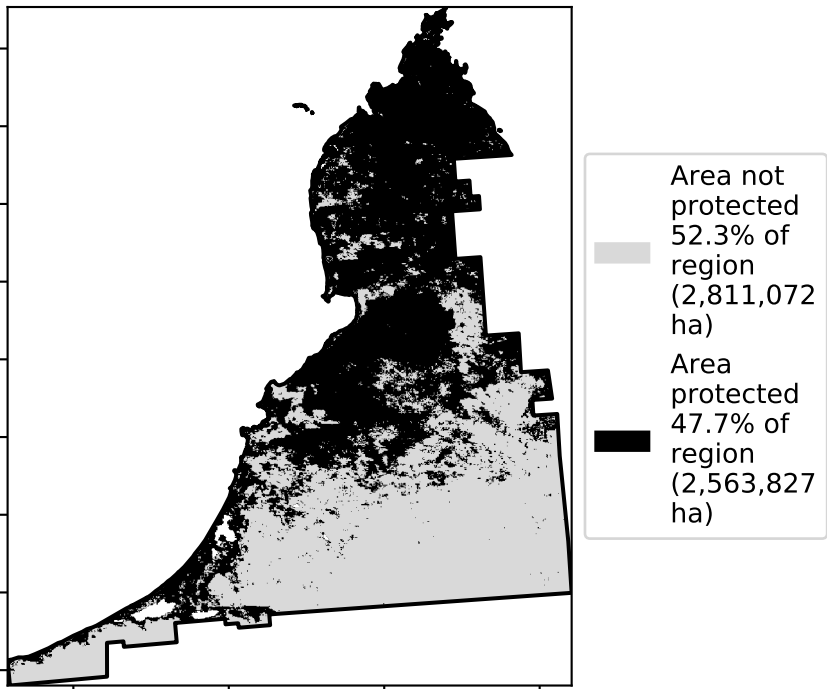 Area not
protected
52.3% of
region
(2,811,072
ha)
Area
protected
47.7% of
region
(2,563,827
ha)